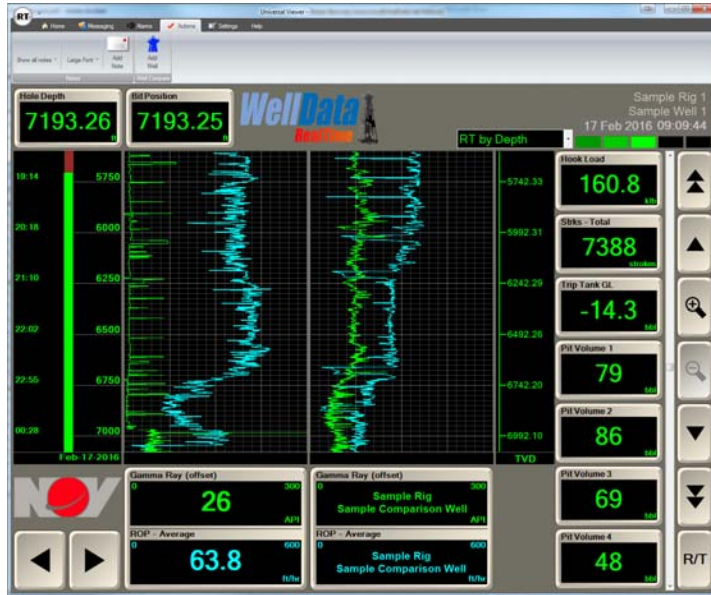 RT
Universal Viewer -
Home
Messaging
Alarms
Actions
Settings
Help
Show all notes
Large Font
Add
Note
Add
Well
Notes
Well Compare
Hole Depth
7193.26
ft
Bit Position
7193.25
ft
WellData
RealTime
Sample Rig 1
Sample Well 1
17 Feb 2016 09:09:44
RT by Depth
19:14
20:18
21:10
22:02
22:55
00:28
5750
6000
6250
6500
6750
7000
Feb-17-2016
5742.33
5992.31
6242.29
6492.26
6742.20
6992.10
TVD
Hook Load
160.8
klb
Strks - Total
7388
strokes
Trip Tank GL
-14.3
bbl
Pit Volume 1
79
bbl
Pit Volume 2
86
bbl
Pit Volume 3
69
bbl
Pit Volume 4
48
bbl
R/T
NOV
Gamma Ray (offset)
0 300
26
API
ROP - Average
0 600
63.8
ft/hr
Gamma Ray (offset)
0 300
Sample Rig
Sample Comparison Well
API
ROP - Average
0 600
Sample Rig
Sample Comparison Well
ft/hr